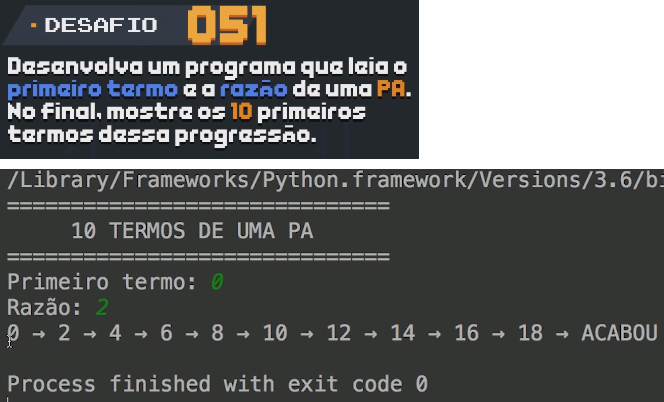 DESAFIO 051
Desenvolva um programa que leia o
primeiro termo e a razão de uma PA.
No final, mostre os 10 primeiros
termos dessa progressão.
/Library/Frameworks/Python.framework/Versions/3.6/bi
==============================
10 TERMOS DE UMA PA
==============================
Primeiro termo: 0
Razão: 2
0 → 2 → 4 → 6 → 8 → 10 → 12 → 14 → 16 → 18 → ACABOU
Process finished with exit code 0